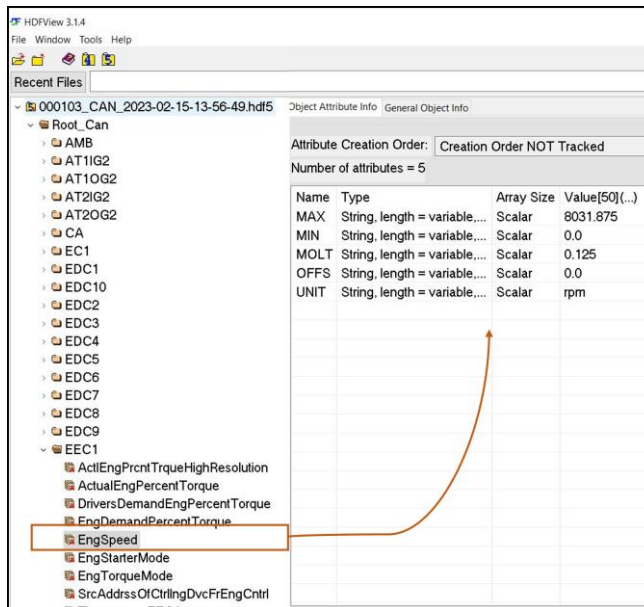 HDFView 3.1.4
File Window Tools Help
Recent Files
000103_CAN_2023-02-15-13-56-49.hdf5
Root_Can
AMB
AT1IG2
AT1OG2
AT2IG2
AT2OG2
CA
EC1
EDC1
EDC10
EDC2
EDC3
EDC4
EDC5
EDC6
EDC7
EDC8
EDC9
EEC1
ActlEngPrcntTrqueHighResolution
ActualEngPercentTorque
DriversDemandEngPercentTorque
EngDemandPercentTorque
EngSpeed
EngStarterMode
EngTorqueMode
SrcAddrssOfCtrllngDvcFrEngCntrl
Object Attribute Info General Object Info
Attribute Creation Order: Creation Order NOT Tracked
Number of attributes = 5
Name Type Array Size Value[50](...)
MAX String, length = variable,... Scalar 8031.875
MIN String, length = variable,... Scalar 0.0
MOLT String, length = variable,... Scalar 0.125
OFFS String, length = variable,... Scalar 0.0
UNIT String, length = variable,... Scalar rpm